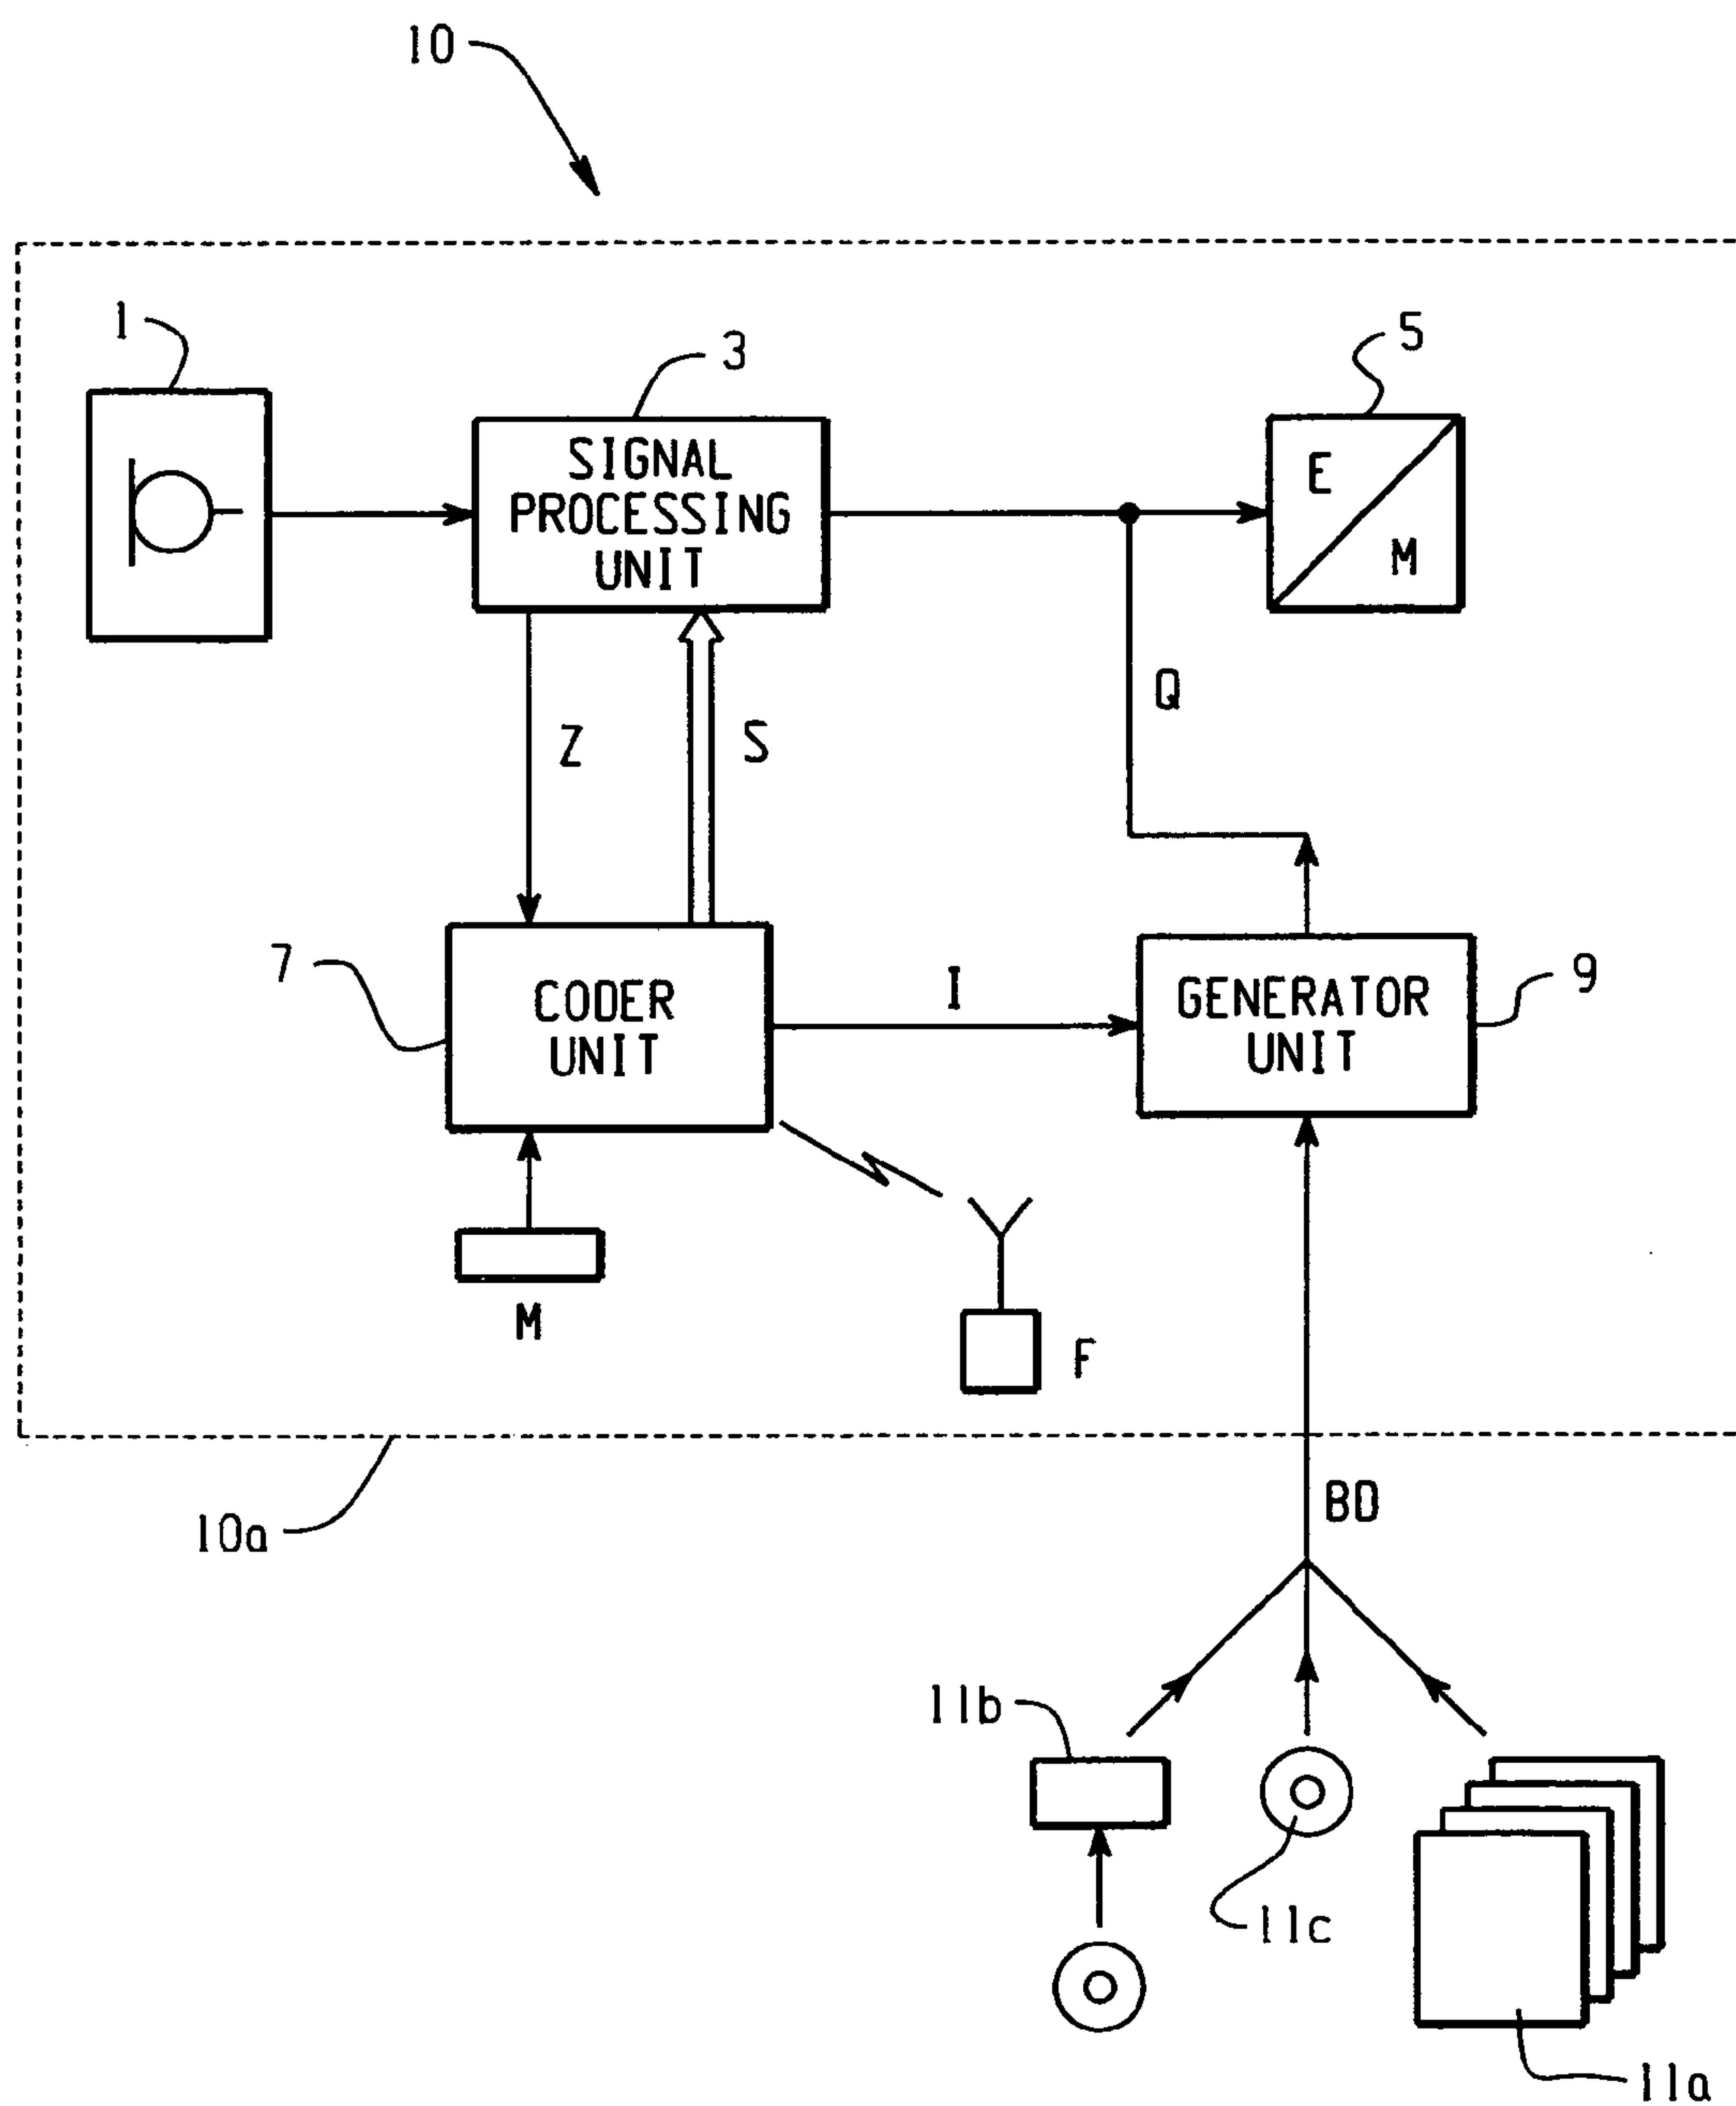 10
1
3
5
SIGNAL
PROCESSING
UNIT
E
M
Q
Z
S
7
CODER
UNIT
I
GENERATOR
UNIT
9
M
F
10a
BD
11b
11c
11a